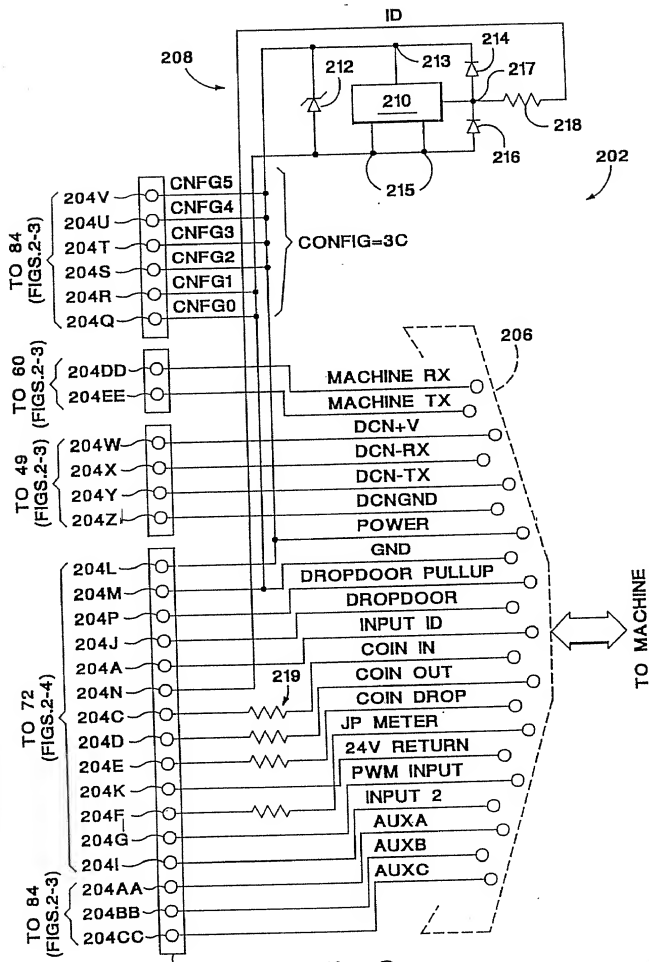 ID
208
212
213
214
217
210
218
216
215
202
TO 84
(FIGS.2-3)
204V
204U
204T
204S
204R
204Q
CNFG5
CNFG4
CNFG3
CNFG2
CNFG1
CNFG0
CONFIG=3C
206
TO 60
(FIGS.2-3)
204DD
204EE
MACHINE RX
MACHINE TX
TO 49
(FIGS.2-3)
204W
204X
204Y
204Z
DCN+V
DCN-RX
DCN-TX
DCNGND
TO 72
(FIGS.2-4)
204L
204M
204P
204J
204A
204N
204C
204D
204E
204K
204F
204G
204I
POWER
GND
DROPDOOR PULLUP
DROPDOOR
INPUT ID
COIN IN
219
COIN OUT
COIN DROP
JP METER
24V RETURN
PWM INPUT
INPUT 2
TO 84
(FIGS.2-3)
204AA
204BB
204CC
AUXA
AUXB
AUXC
TO MACHINE